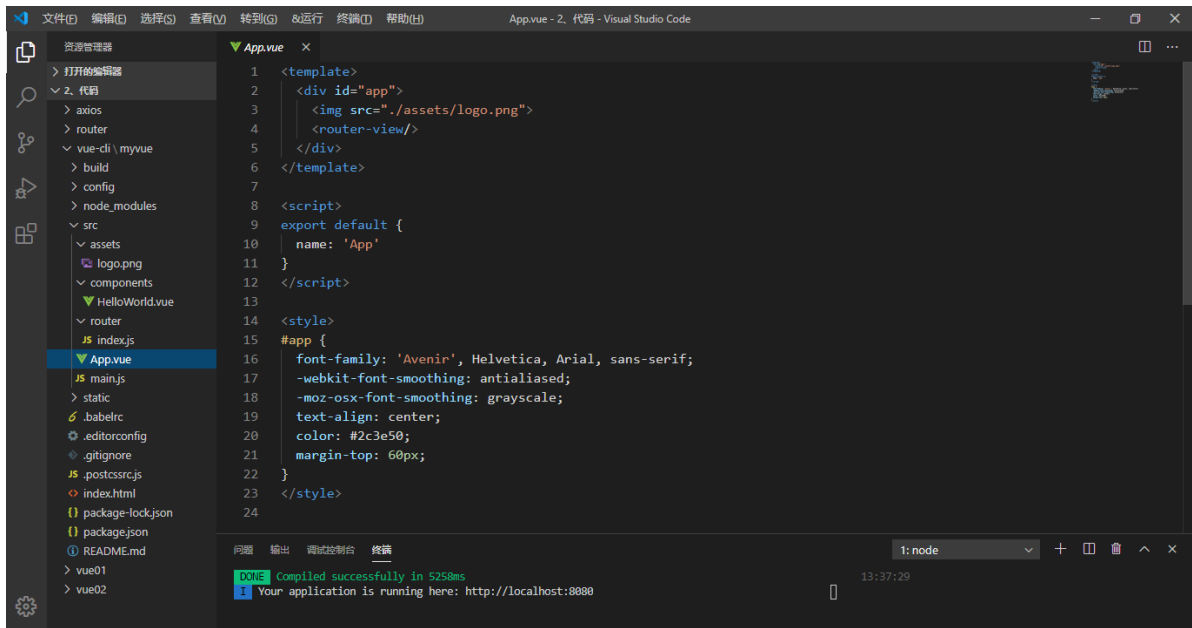 文件(F) 编辑(E) 选择(S) 查看(V) 转到(G) &运行 终端(T) 帮助(H) App.vue - 2、代码 - Visual Studio Code
资源管理器
打开的编辑器
2、代码
axios
router
vue-cli \ myvue
build
config
node_modules
src
assets
logo.png
components
HelloWorld.vue
router
JS index.js
App.vue
JS main.js
static
.babelrc
.editorconfig
.gitignore
JS .postcssrc.js
<> index.html
{} package-lock.json
{} package.json
README.md
vue01
vue02
App.vue
1 <template>
2 <div id="app">
3 <img src="./assets/logo.png">
4 <router-view/>
5 </div>
6 </template>
7
8 <script>
9 export default {
10 name: 'App'
11 }
12 </script>
13
14 <style>
15 #app {
16 font-family: 'Avenir', Helvetica, Arial, sans-serif;
17 -webkit-font-smoothing: antialiased;
18 -moz-osx-font-smoothing: grayscale;
19 text-align: center;
20 color: #2c3e50;
21 margin-top: 60px;
22 }
23 </style>
24
问题 输出 调试控制台 终端 1: node
DONE Compiled successfully in 5258ms 13:37:29
I Your application is running here: http://localhost:8080